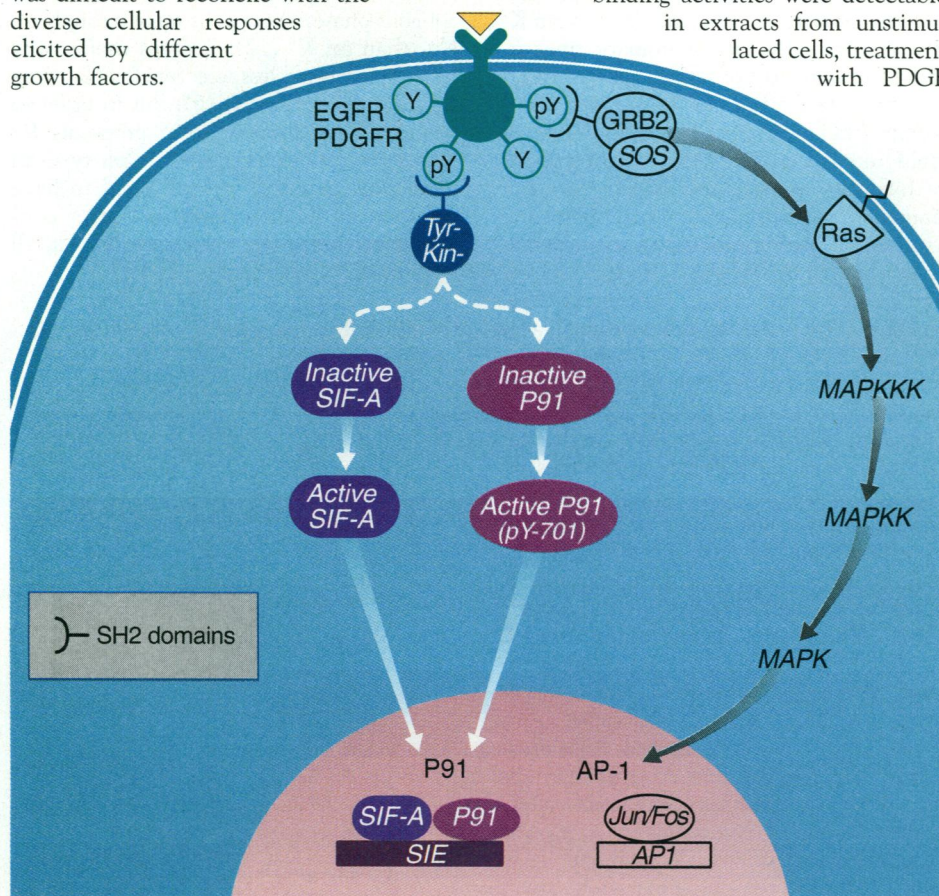 was difficult to reconcile with the
diverse cellular responses
elicited by different
growth factors.
binding activities were detectable
in extracts from unstimu-
lated cells, treatment
with PDGF
EGFR
PDGFR
Y
pY
pY
Y
GRB2
SOS
Tyr-
Kin-
Ras
Inactive
SIF-A
Inactive
P91
MAPKKK
Active
SIF-A
Active P91
(pY-701)
MAPKK
SH2 domains
MAPK
P91
AP-1
SIF-A
P91
SIE
Jun/Fos
AP1